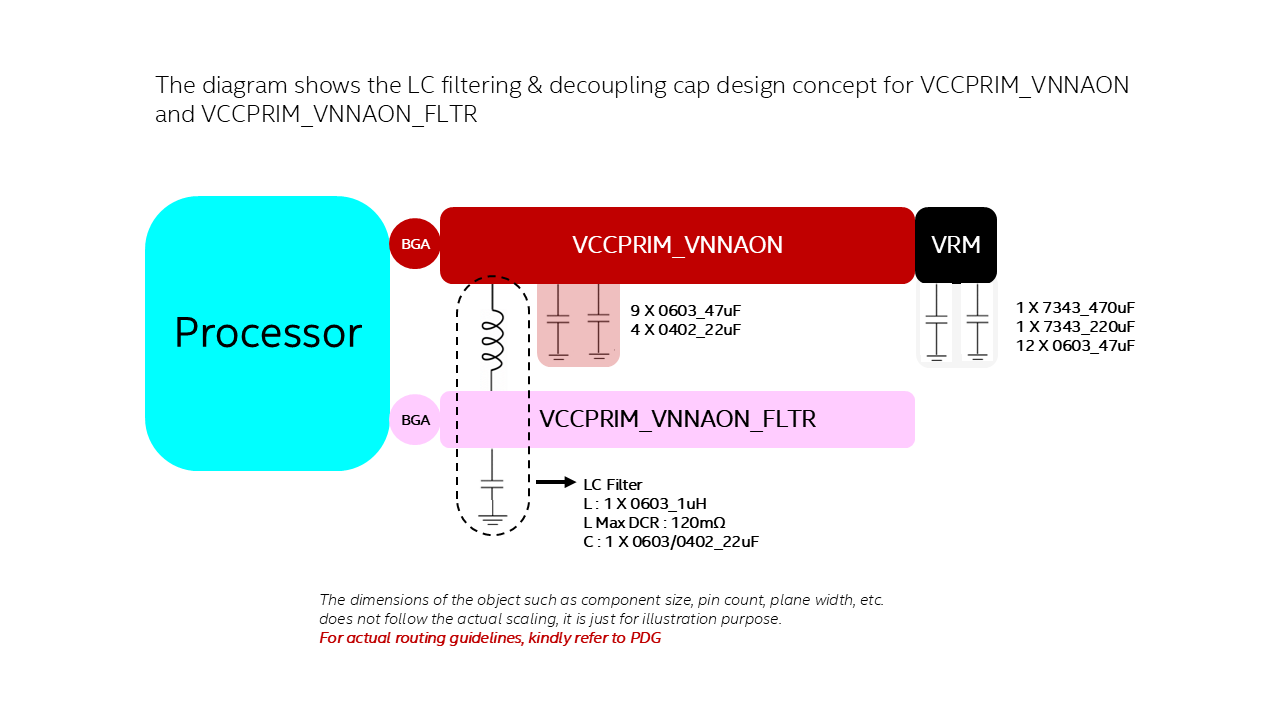 The diagram shows the LC filtering & decoupling cap design concept for VCCPRIM_VNNAON
and VCCPRIM_VNNAON_FLTR
Processor
BGA
VCCPRIM_VNNAON
VRM
9 X 0603_47uF
4 X 0402_22uF
1 X 7343_470uF
1 X 7343_220uF
12 X 0603_47uF
BGA
VCCPRIM_VNNAON_FLTR
LC Filter
L : 1 X 0603_1uH
L Max DCR : 120mΩ
C : 1 X 0603/0402_22uF
The dimensions of the object such as component size, pin count, plane width, etc.
does not follow the actual scaling, it is just for illustration purpose.
For actual routing guidelines, kindly refer to PDG